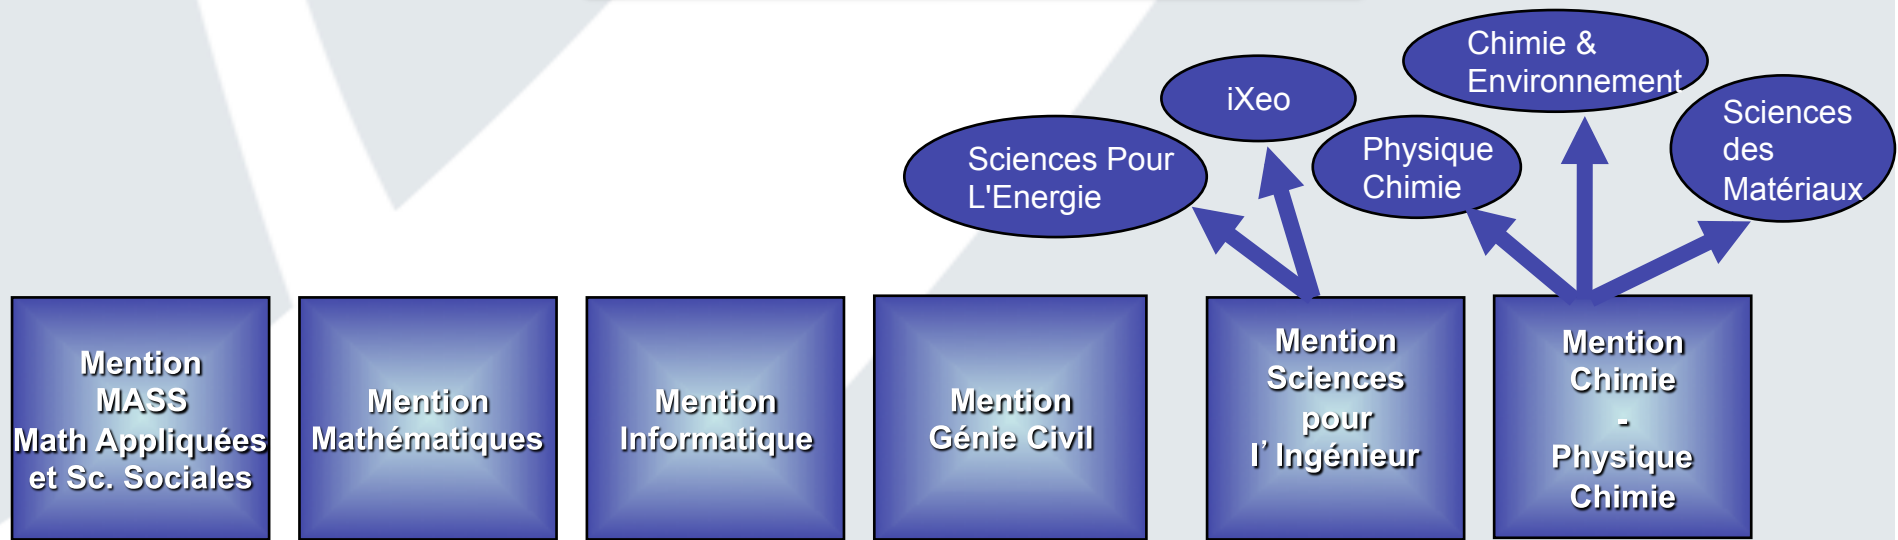 Chimie &
Environnement
iXeo
Sciences
des
Matériaux
Sciences Pour
L'Energie
Physique
Chimie
Mention
MASS
Math Appliquées
et Sc. Sociales
Mention
Mathématiques
Mention
Informatique
Mention
Génie Civil
Mention
Sciences
pour
l’ Ingénieur
Mention
Chimie
-
Physique
Chimie